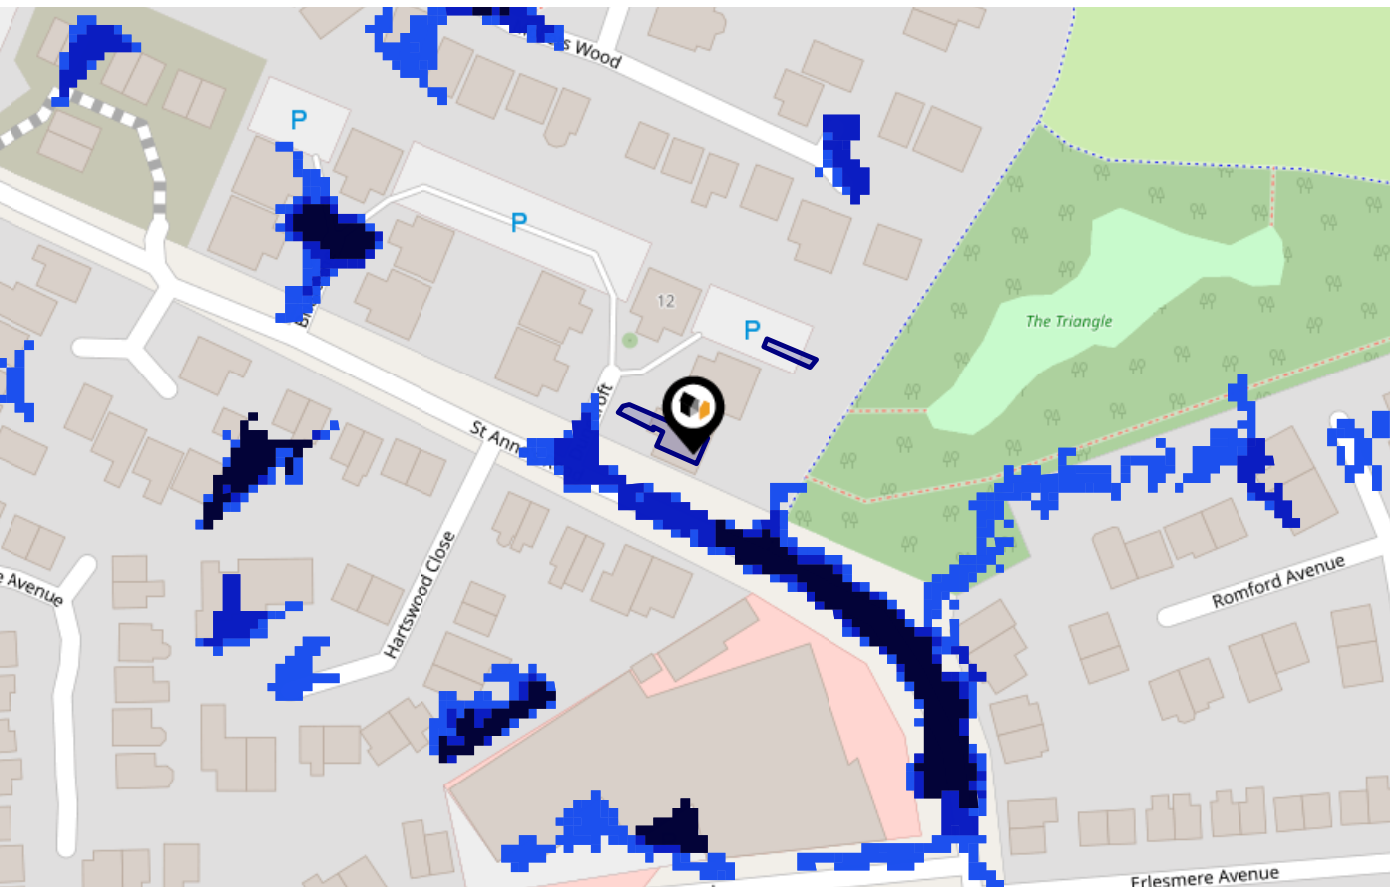 Wood
P
P
12
P
The Triangle
St Ann
Hartswood Close
Avenue
Romford Avenue
Erlesmere Avenue